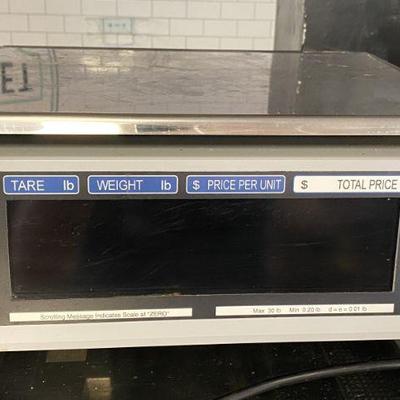 ET
TARE lb WEIGHT lb $ PRICE PER UNIT $ TOTAL PRICE
Scrolling Message Indicates Scale at "ZERO" Max 30 lb Min 0.20 lb d=e=0.01 lb